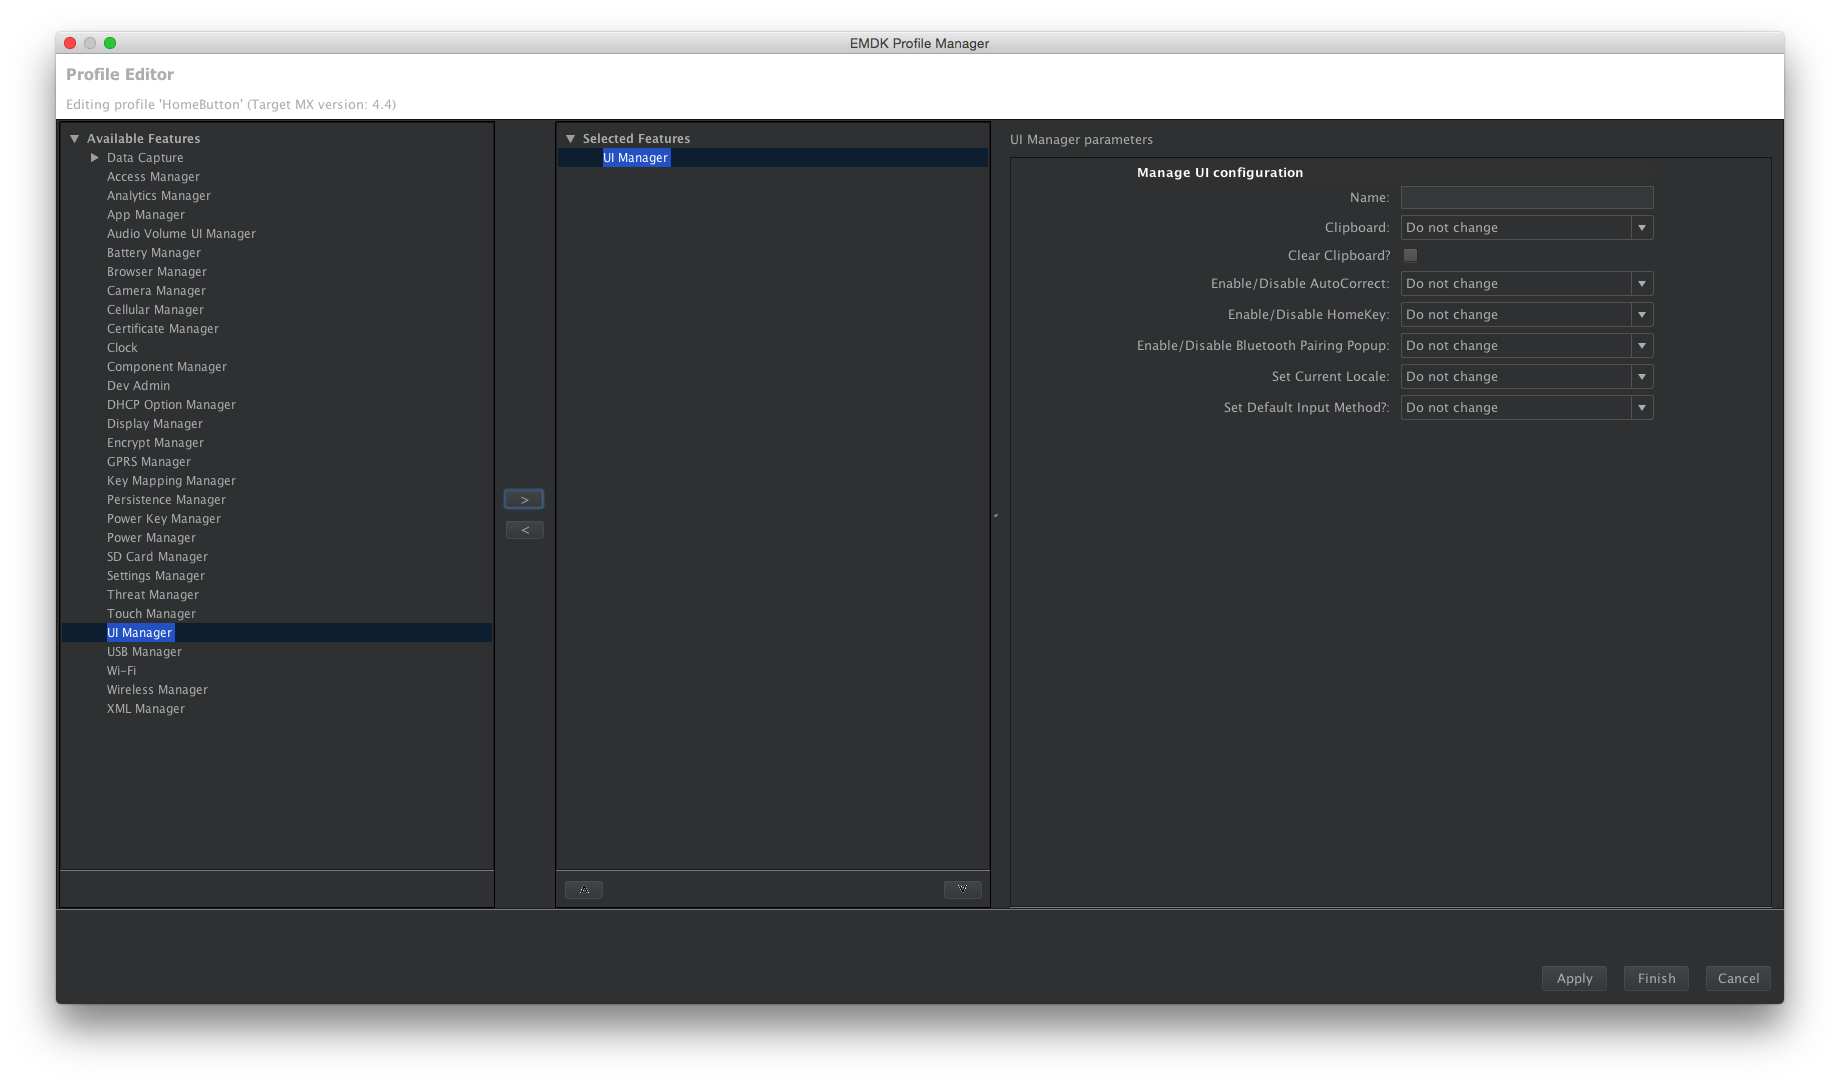 EMDK Profile Manager
Profile Editor
Editing profile 'HomeButton' (Target MX version: 4.4)
Available Features
Data Capture
Access Manager
Analytics Manager
App Manager
Audio Volume UI Manager
Battery Manager
Browser Manager
Camera Manager
Cellular Manager
Certificate Manager
Clock
Component Manager
Dev Admin
DHCP Option Manager
Display Manager
Encrypt Manager
GPRS Manager
Key Mapping Manager
Persistence Manager
Power Key Manager
Power Manager
SD Card Manager
Settings Manager
Threat Manager
Touch Manager
UI Manager
USB Manager
Wi-Fi
Wireless Manager
XML Manager
>
<
Selected Features
UI Manager
UI Manager parameters
Manage UI configuration
Name:
Clipboard: Do not change
Clear Clipboard?
Enable/Disable AutoCorrect: Do not change
Enable/Disable HomeKey: Do not change
Enable/Disable Bluetooth Pairing Popup: Do not change
Set Current Locale: Do not change
Set Default Input Method?: Do not change
Apply Finish Cancel